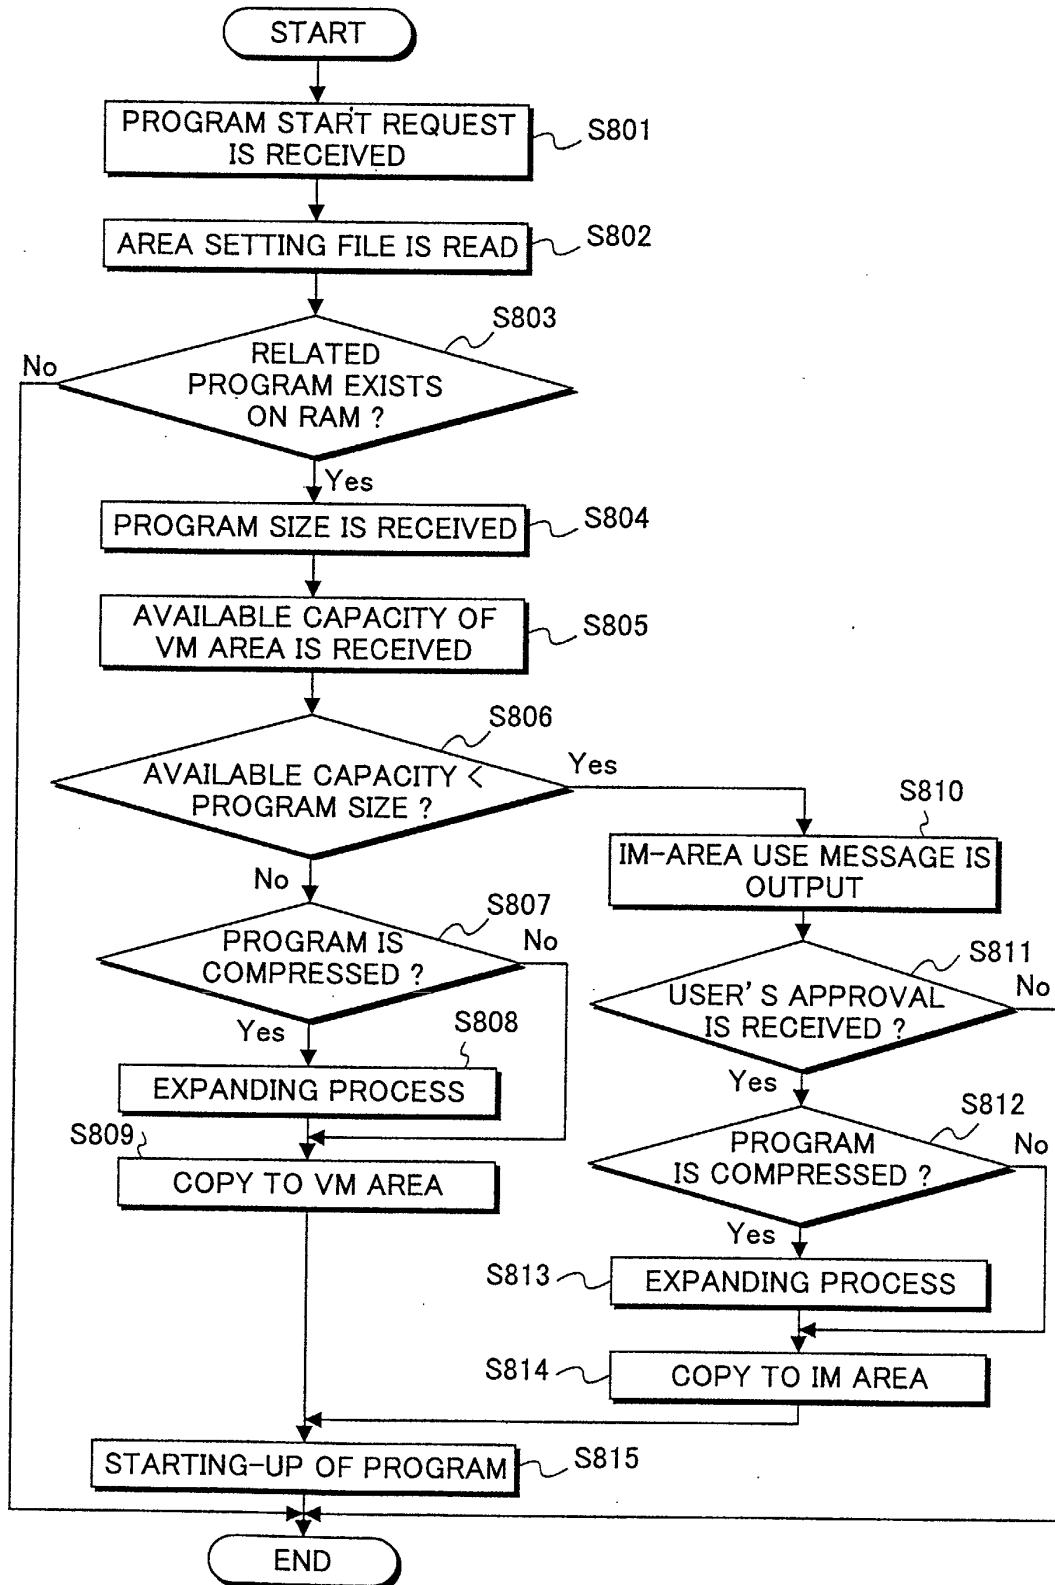 START
PROGRAM START REQUEST
IS RECEIVED
S801
AREA SETTING FILE IS READ
S802
S803
No
RELATED
PROGRAM EXISTS
ON RAM ?
Yes
PROGRAM SIZE IS RECEIVED
S804
AVAILABLE CAPACITY OF
VM AREA IS RECEIVED
S805
S806
AVAILABLE CAPACITY <
PROGRAM SIZE ?
Yes
No
S807
PROGRAM IS
COMPRESSED ?
No
Yes
S808
EXPANDING PROCESS
S809
COPY TO VM AREA
S810
IM-AREA USE MESSAGE IS
OUTPUT
S811
USER'S APPROVAL
IS RECEIVED ?
No
Yes
S812
PROGRAM
IS COMPRESSED ?
No
Yes
S813
EXPANDING PROCESS
S814
COPY TO IM AREA
STARTING-UP OF PROGRAM
S815
END